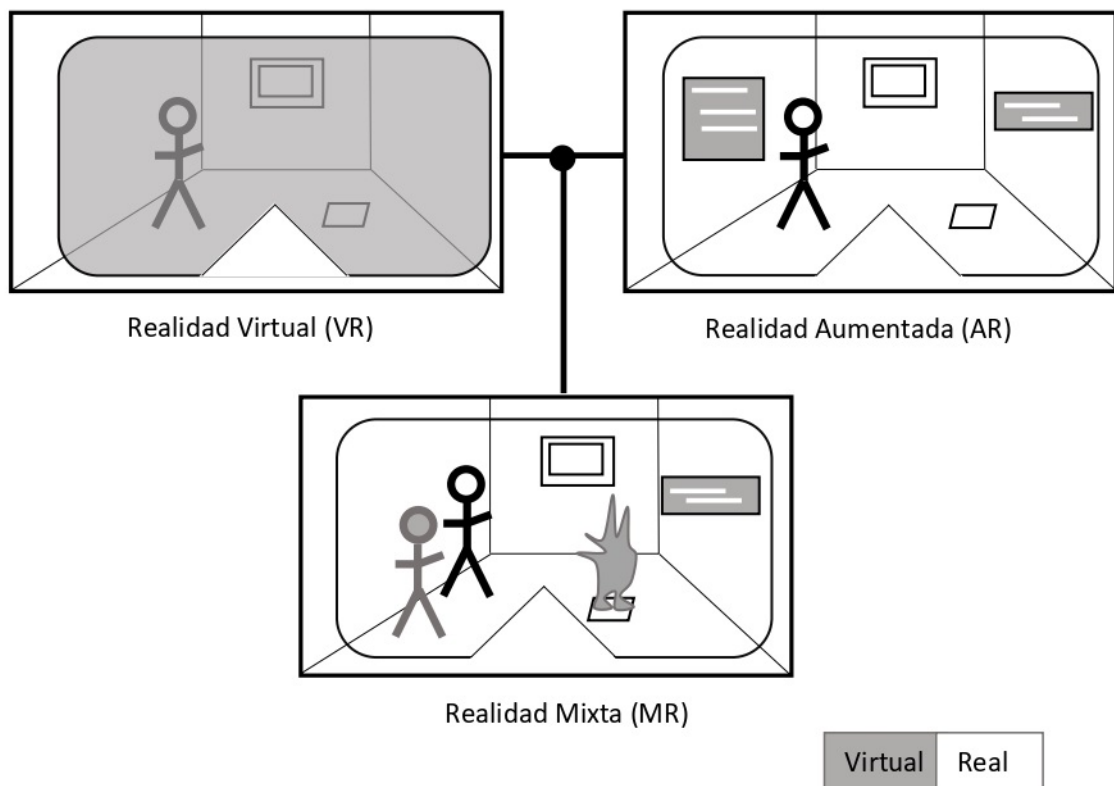 Realidad Virtual (VR)
Realidad Aumentada (AR)
Realidad Mixta (MR)
Virtual
Real